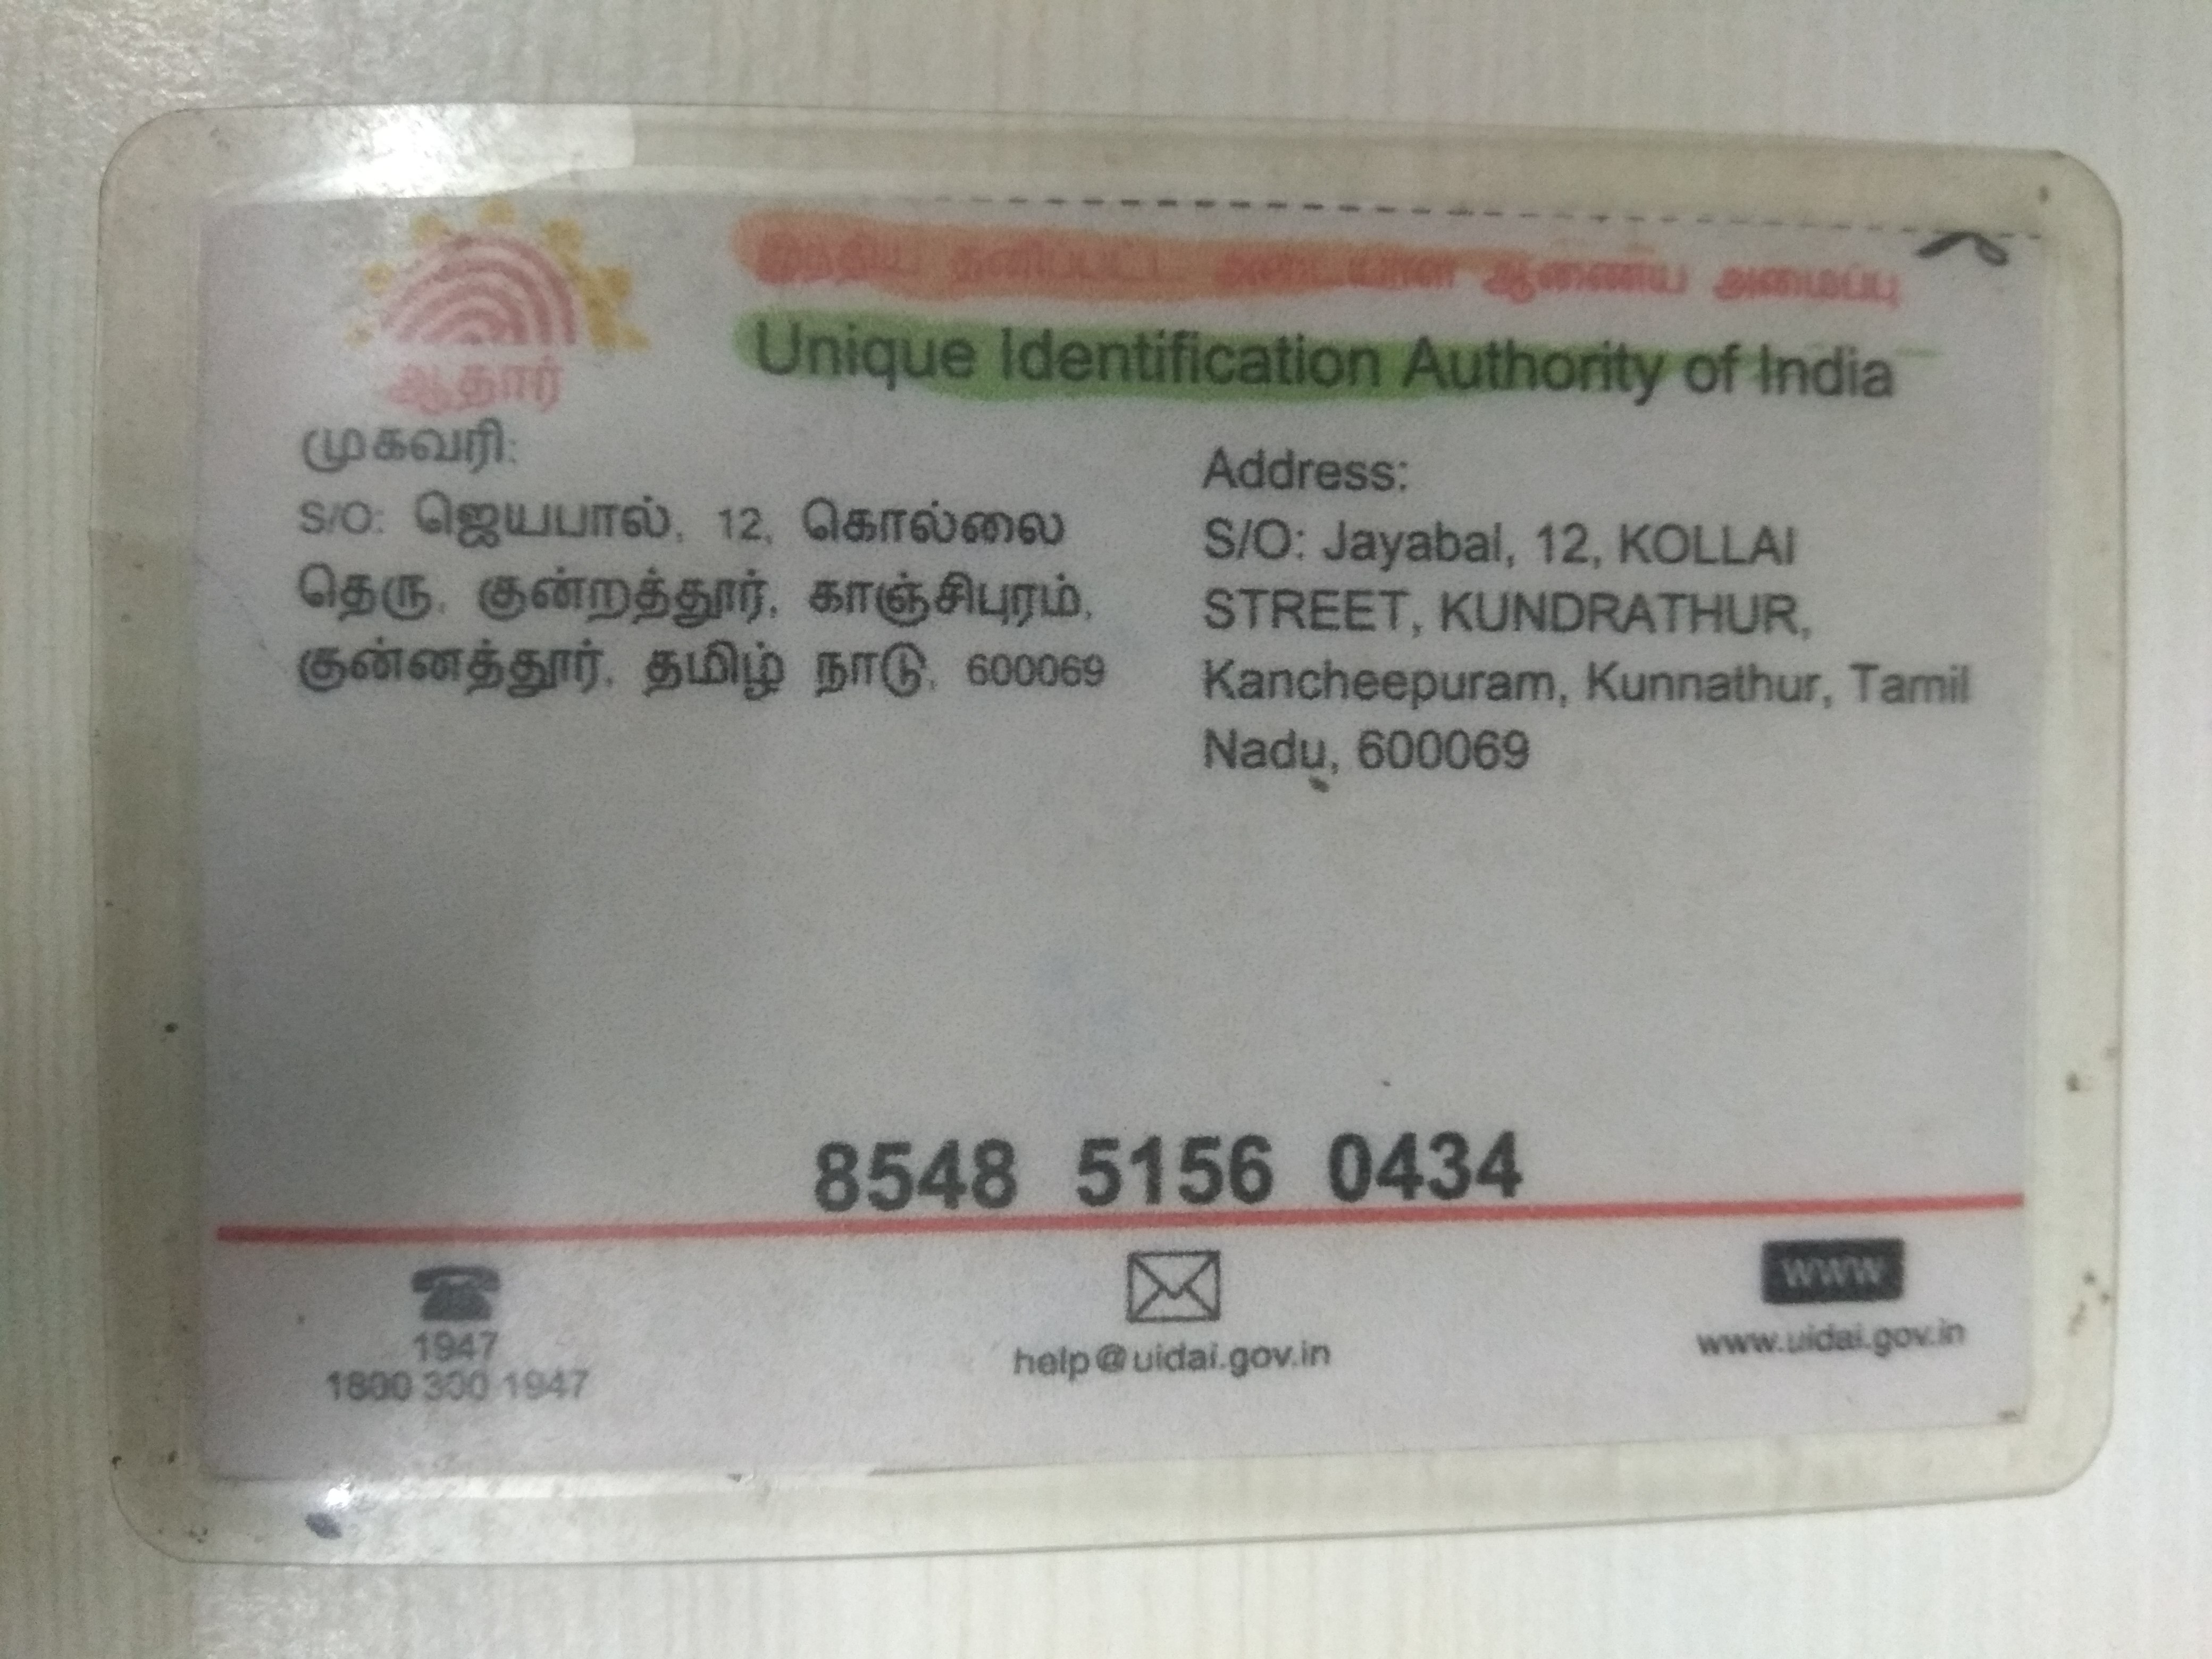 இந்திய தனிப்பட்ட அடையாள ஆணைய அமைப்பு
Unique Identification Authority of India
ஆதார்
முகவரி:
S/O: ஜெயபால், 12, கொல்லை
தெரு, குன்றத்தூர், காஞ்சிபுரம்,
குன்னத்தூர், தமிழ் நாடு, 600069
Address:
S/O: Jayabal, 12, KOLLAI
STREET, KUNDRATHUR,
Kancheepuram, Kunnathur, Tamil
Nadu, 600069
8548 5156 0434
1947
1800 300 1947
help@uidai.gov.in
www
www.uidai.gov.in